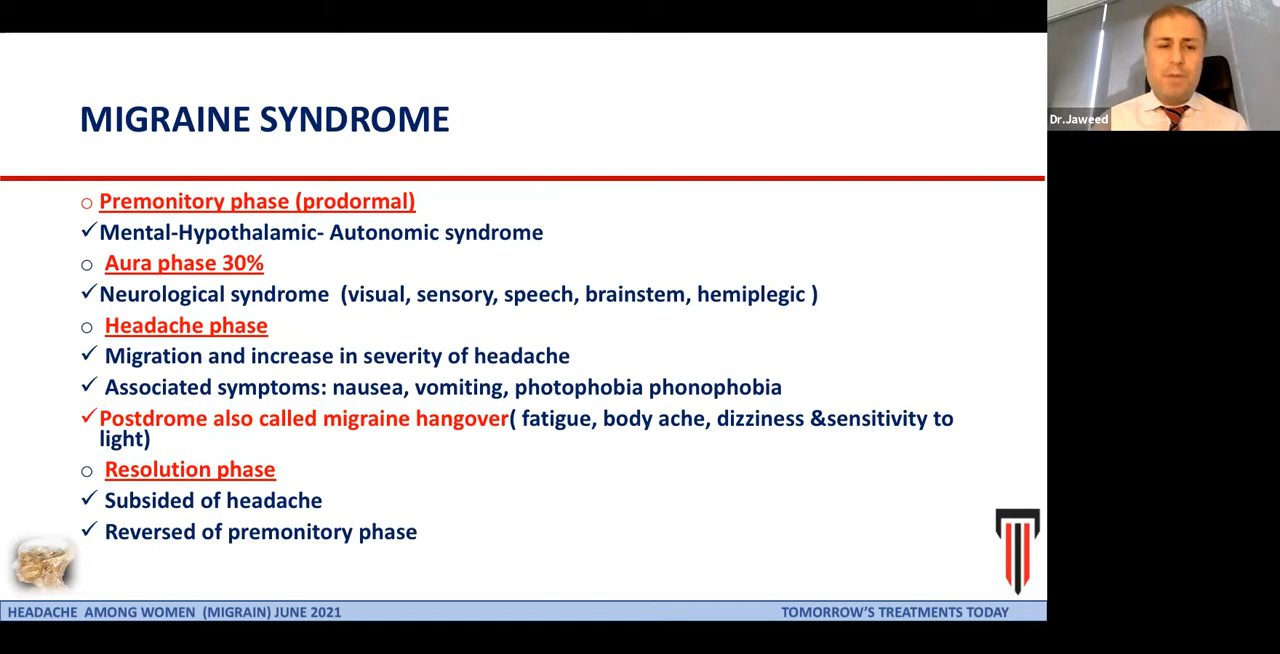 MIGRAINE SYNDROME
Dr.Jaweed
o Premonitory phase (prodormal)
✓Mental-Hypothalamic- Autonomic syndrome
o Aura phase 30%
✓Neurological syndrome (visual, sensory, speech, brainstem, hemiplegic )
o Headache phase
✓ Migration and increase in severity of headache
✓ Associated symptoms: nausea, vomiting, photophobia phonophobia
✓Postdrome also called migraine hangover( fatigue, body ache, dizziness &sensitivity to
light)
o Resolution phase
✓ Subsided of headache
✓ Reversed of premonitory phase
HEADACHE AMONG WOMEN (MIGRAIN) JUNE 2021
TOMORROW'S TREATMENTS TODAY